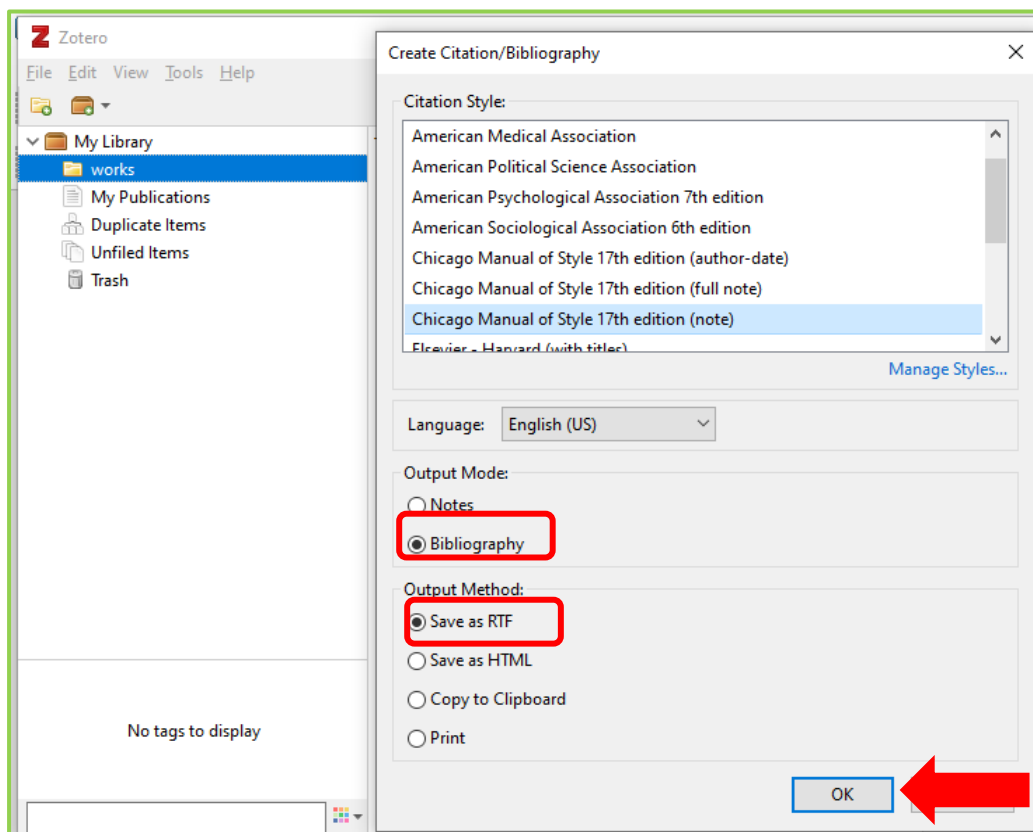 Zotero
File Edit View Tools Help
My Library
works
My Publications
Duplicate Items
Unfiled Items
Trash
No tags to display
Create Citation/Bibliography
Citation Style:
American Medical Association
American Political Science Association
American Psychological Association 7th edition
American Sociological Association 6th edition
Chicago Manual of Style 17th edition (author-date)
Chicago Manual of Style 17th edition (full note)
Chicago Manual of Style 17th edition (note)
Elsevier - Harvard (with titles)
Manage Styles...
Language: English (US)
Output Mode:
Notes
Bibliography
Output Method:
Save as RTF
Save as HTML
Copy to Clipboard
Print
OK